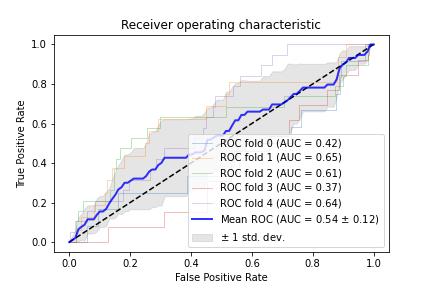 Receiver operating characteristic
True Positive Rate
1.0
0.8
0.6
0.4
0.2
0.0
ROC fold 0 (AUC = 0.42)
ROC fold 1 (AUC = 0.65)
ROC fold 2 (AUC = 0.61)
ROC fold 3 (AUC = 0.37)
ROC fold 4 (AUC = 0.64)
Mean ROC (AUC = 0.54 ± 0.12)
± 1 std. dev.
0.0 0.2 0.4 0.6 0.8 1.0
False Positive Rate